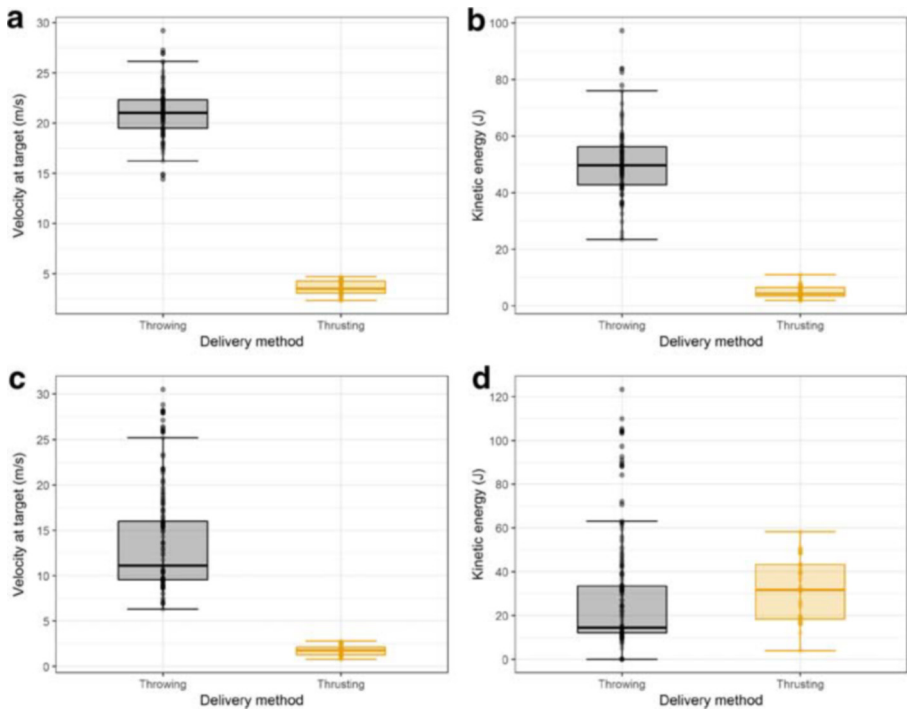 a
Velocity at target (m/s)
30
25
20
15
10
5
Throwing
Thrusting
Delivery method
b
Kinetic energy (J)
100
80
60
40
20
0
Throwing
Thrusting
Delivery method
c
Velocity at target (m/s)
30
25
20
15
10
5
0
Throwing
Thrusting
Delivery method
d
Kinetic energy (J)
120
100
80
60
40
20
0
Throwing
Thrusting
Delivery method